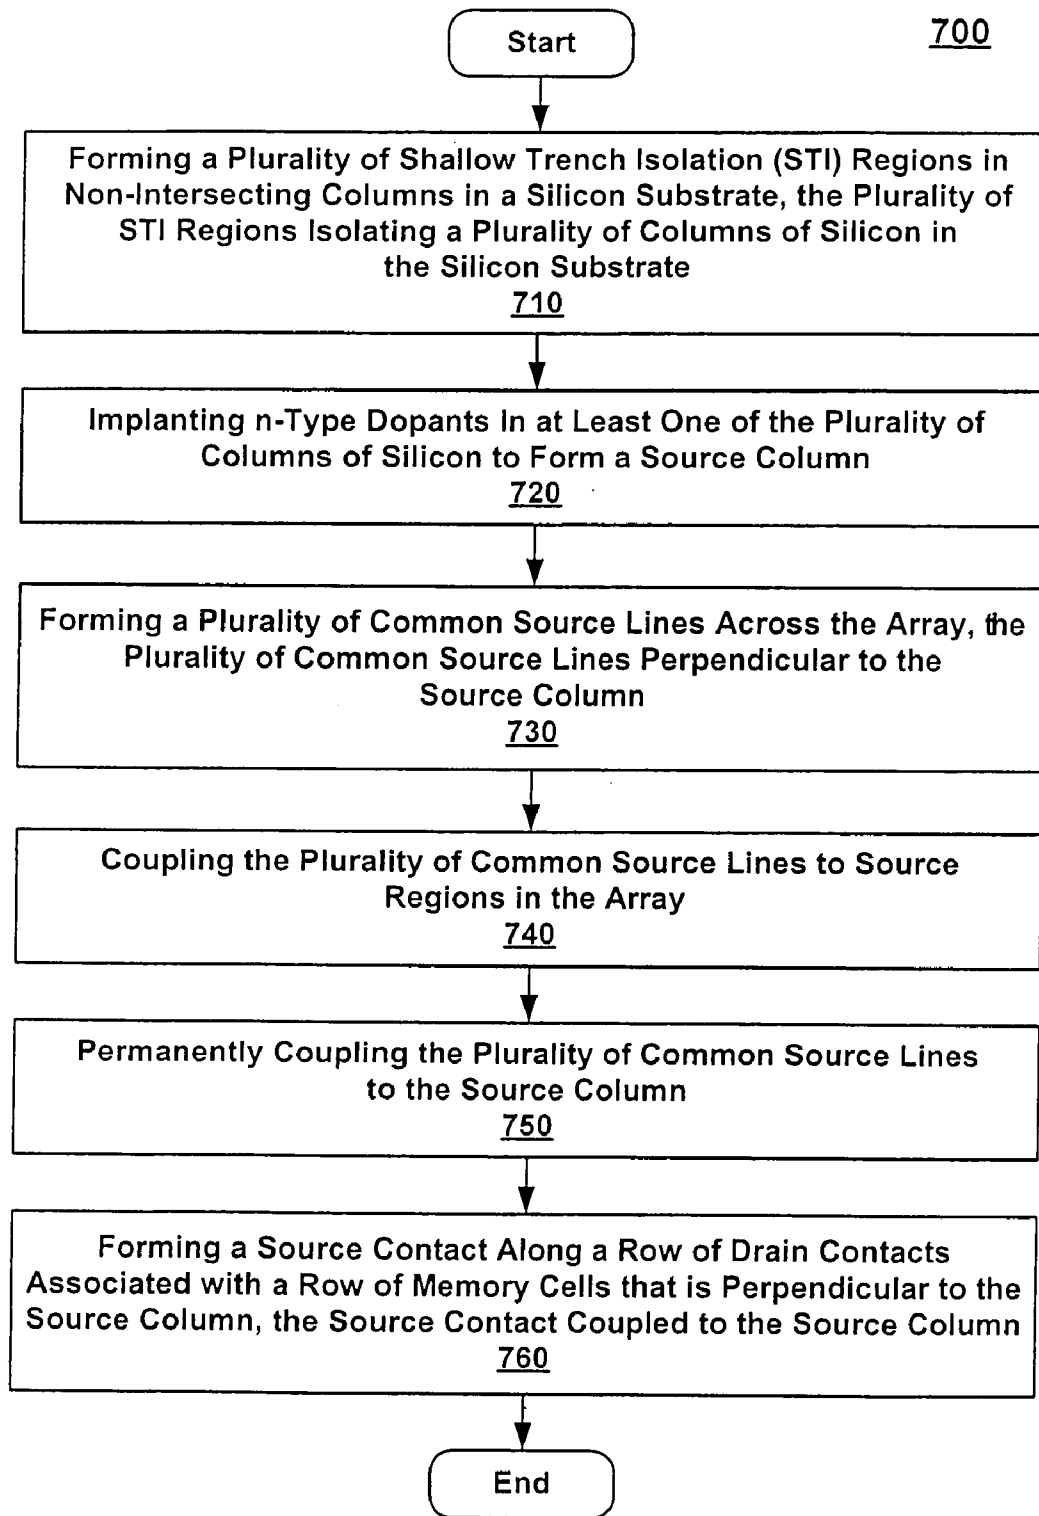 Start
700
Forming a Plurality of Shallow Trench Isolation (STI) Regions in
Non-Intersecting Columns in a Silicon Substrate, the Plurality of
STI Regions Isolating a Plurality of Columns of Silicon in
the Silicon Substrate
710
Implanting n-Type Dopants In at Least One of the Plurality of
Columns of Silicon to Form a Source Column
720
Forming a Plurality of Common Source Lines Across the Array, the
Plurality of Common Source Lines Perpendicular to the
Source Column
730
Coupling the Plurality of Common Source Lines to Source
Regions in the Array
740
Permanently Coupling the Plurality of Common Source Lines
to the Source Column
750
Forming a Source Contact Along a Row of Drain Contacts
Associated with a Row of Memory Cells that is Perpendicular to the
Source Column, the Source Contact Coupled to the Source Column
760
End